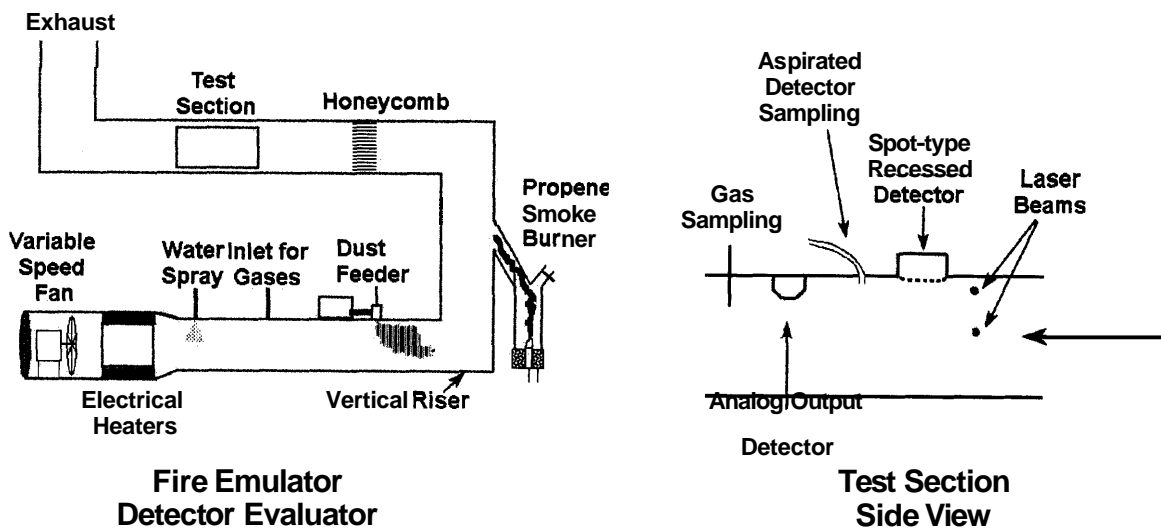 Exhaust
Test
Section
Honeycomb
Propene
Smoke
Burner
Variable
Speed
Fan
Water
Spray
Inlet for
Gases
Dust
Feeder
Electrical
Heaters
Vertical Riser
Fire Emulator
Detector Evaluator
Aspirated
Detector
Sampling
Spot-type
Recessed
Detector
Laser
Beams
Gas
Sampling
Analog Output
Detector
Test Section
Side View